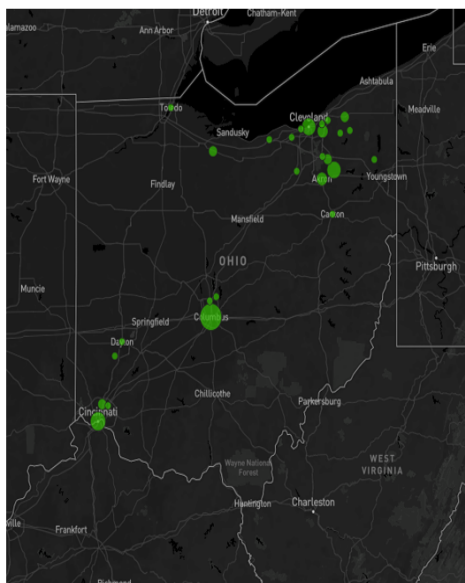 Detroit
Chatham-Kent
Ann Arbor
Erie
Ashtabula
Meadville
Toledo
Cleveland
Sandusky
Fort Wayne
Findlay
Akron
Youngstown
Mansfield
Canton
OHIO
Pittsburgh
Muncie
Springfield
Columbus
Dayton
Chillicothe
Parkersburg
Cincinnati
Wayne National
Forest
WEST
VIRGINIA
Huntington
Charleston
Frankfort
Richmond